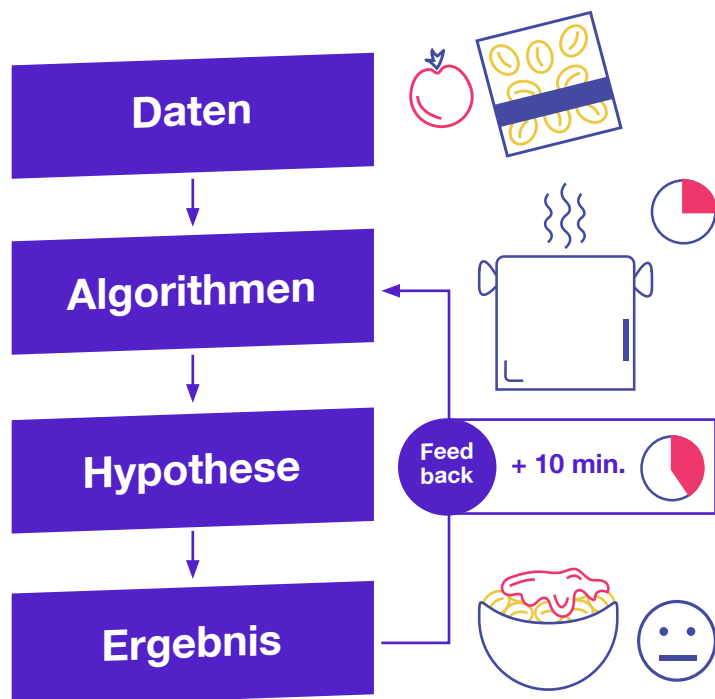 Daten
Algorithmen
Hypothese
Feed
back
+ 10 min.
Ergebnis